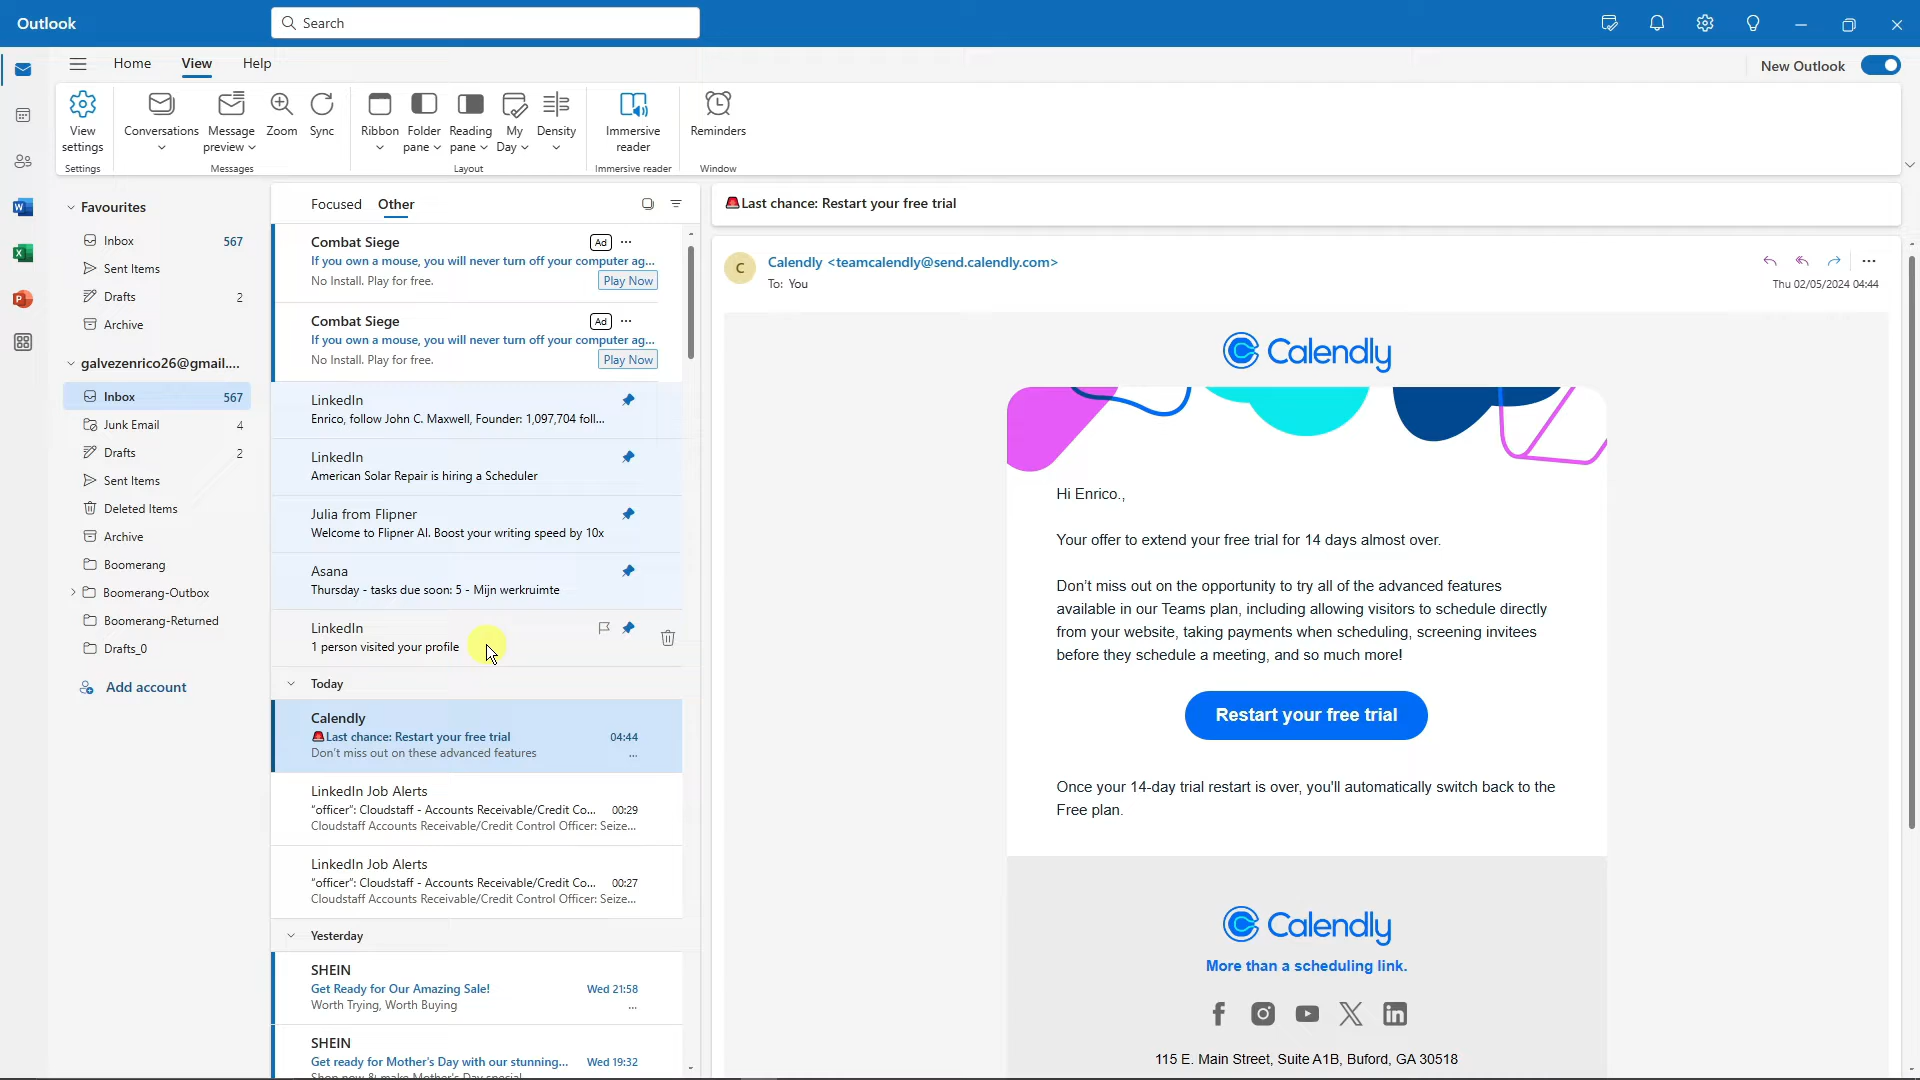 Outlook
Search
Home
View
Help
New Outlook
View
settings
Conversations
Message
preview
Zoom
Sync
Ribbon
Folder
pane
Reading
pane
My
Day
Density
Immersive
reader
Reminders
Settings
Messages
Layout
Immersive reader
Window
Favourites
Inbox 567
Sent Items
Drafts 2
Archive
galvezenrico26@gmail....
Inbox 567
Junk Email 4
Drafts 2
Sent Items
Deleted Items
Archive
Boomerang
Boomerang-Outbox
Boomerang-Returned
Drafts_0
Add account
Focused Other
Combat Siege Ad ...
If you own a mouse, you will never turn off your computer ag...
No Install. Play for free. Play Now
Combat Siege Ad ...
If you own a mouse, you will never turn off your computer ag...
No Install. Play for free. Play Now
LinkedIn
Enrico, follow John C. Maxwell, Founder: 1,097,704 foll...
LinkedIn
American Solar Repair is hiring a Scheduler
Julia from Flipner
Welcome to Flipner AI. Boost your writing speed by 10x
Asana
Thursday - tasks due soon: 5 - Mijn werkruimte
LinkedIn
1 person visited your profile
Today
Calendly
🚨Last chance: Restart your free trial 04:44
Don't miss out on these advanced features ...
LinkedIn Job Alerts
"officer": Cloudstaff - Accounts Receivable/Credit Co... 00:29
Cloudstaff Accounts Receivable/Credit Control Officer: Seize...
LinkedIn Job Alerts
"officer": Cloudstaff - Accounts Receivable/Credit Co... 00:27
Cloudstaff Accounts Receivable/Credit Control Officer: Seize...
Yesterday
SHEIN
Get Ready for Our Amazing Sale! Wed 21:58
Worth Trying, Worth Buying ...
SHEIN
Get ready for Mother's Day with our stunning... Wed 19:32
🚨Last chance: Restart your free trial
C
Calendly <teamcalendly@send.calendly.com>
To: You
Thu 02/05/2024 04:44
Calendly
Hi Enrico.,
Your offer to extend your free trial for 14 days almost over.
Don't miss out on the opportunity to try all of the advanced features
available in our Teams plan, including allowing visitors to schedule directly
from your website, taking payments when scheduling, screening invitees
before they schedule a meeting, and so much more!
Restart your free trial
Once your 14-day trial restart is over, you'll automatically switch back to the
Free plan.
Calendly
More than a scheduling link.
115 E. Main Street, Suite A1B, Buford, GA 30518